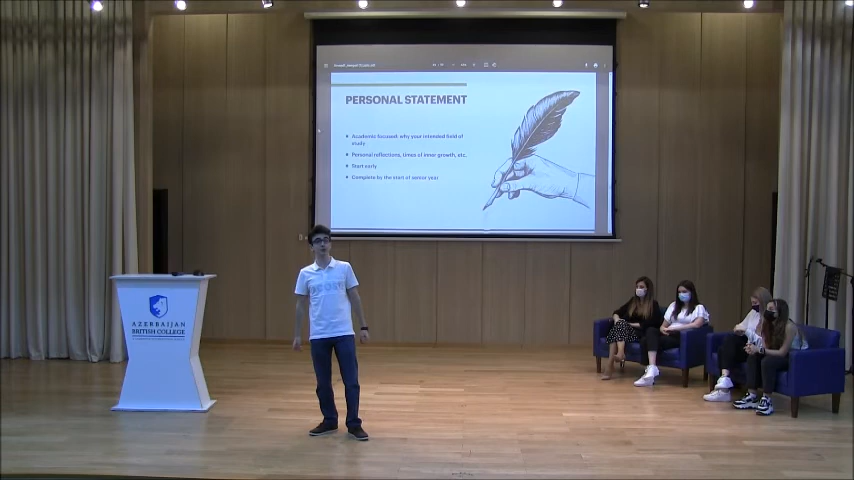 PERSONAL STATEMENT
Academic focused: why your intended field of
study
Personal reflections, times of inner growth, etc.
Start early
Complete by the start of senior year
AZERBAIJAN
BRITISH COLLEGE